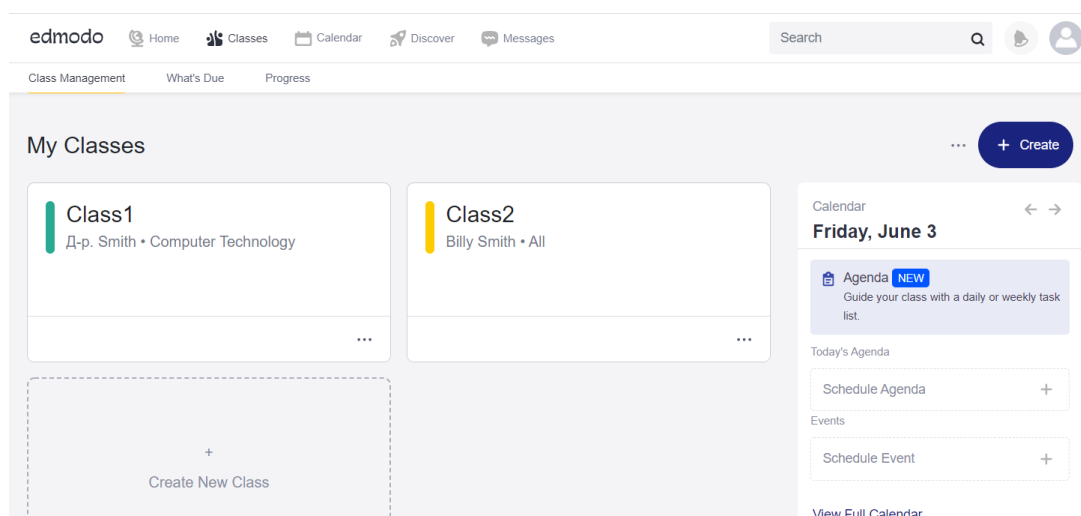 edmodo Home Classes Calendar Discover Messages Search
Class Management What's Due Progress
My Classes
... + Create
Class1
Д-р. Smith • Computer Technology
...
Class2
Billy Smith • All
...
+
Create New Class
Calendar ← →
Friday, June 3
Agenda NEW
Guide your class with a daily or weekly task
list.
Today's Agenda
Schedule Agenda +
Events
Schedule Event +
View Full Calendar